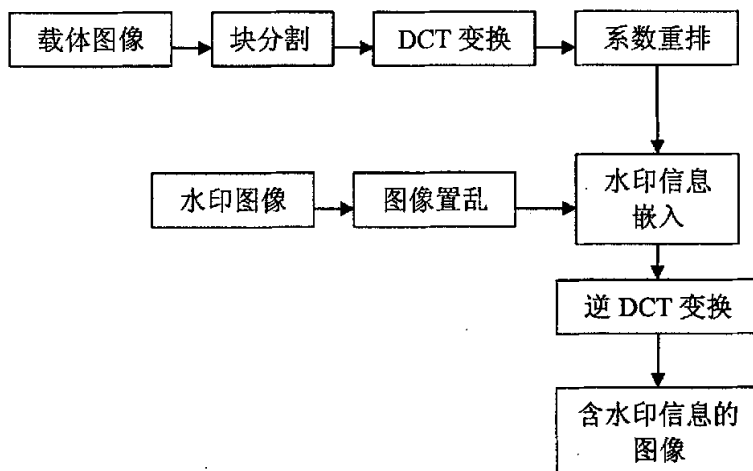 载体图像
块分割
DCT 变换
系数重排
水印图像
图像置乱
水印信息
嵌入
逆 DCT 变换
含水印信息的
图像